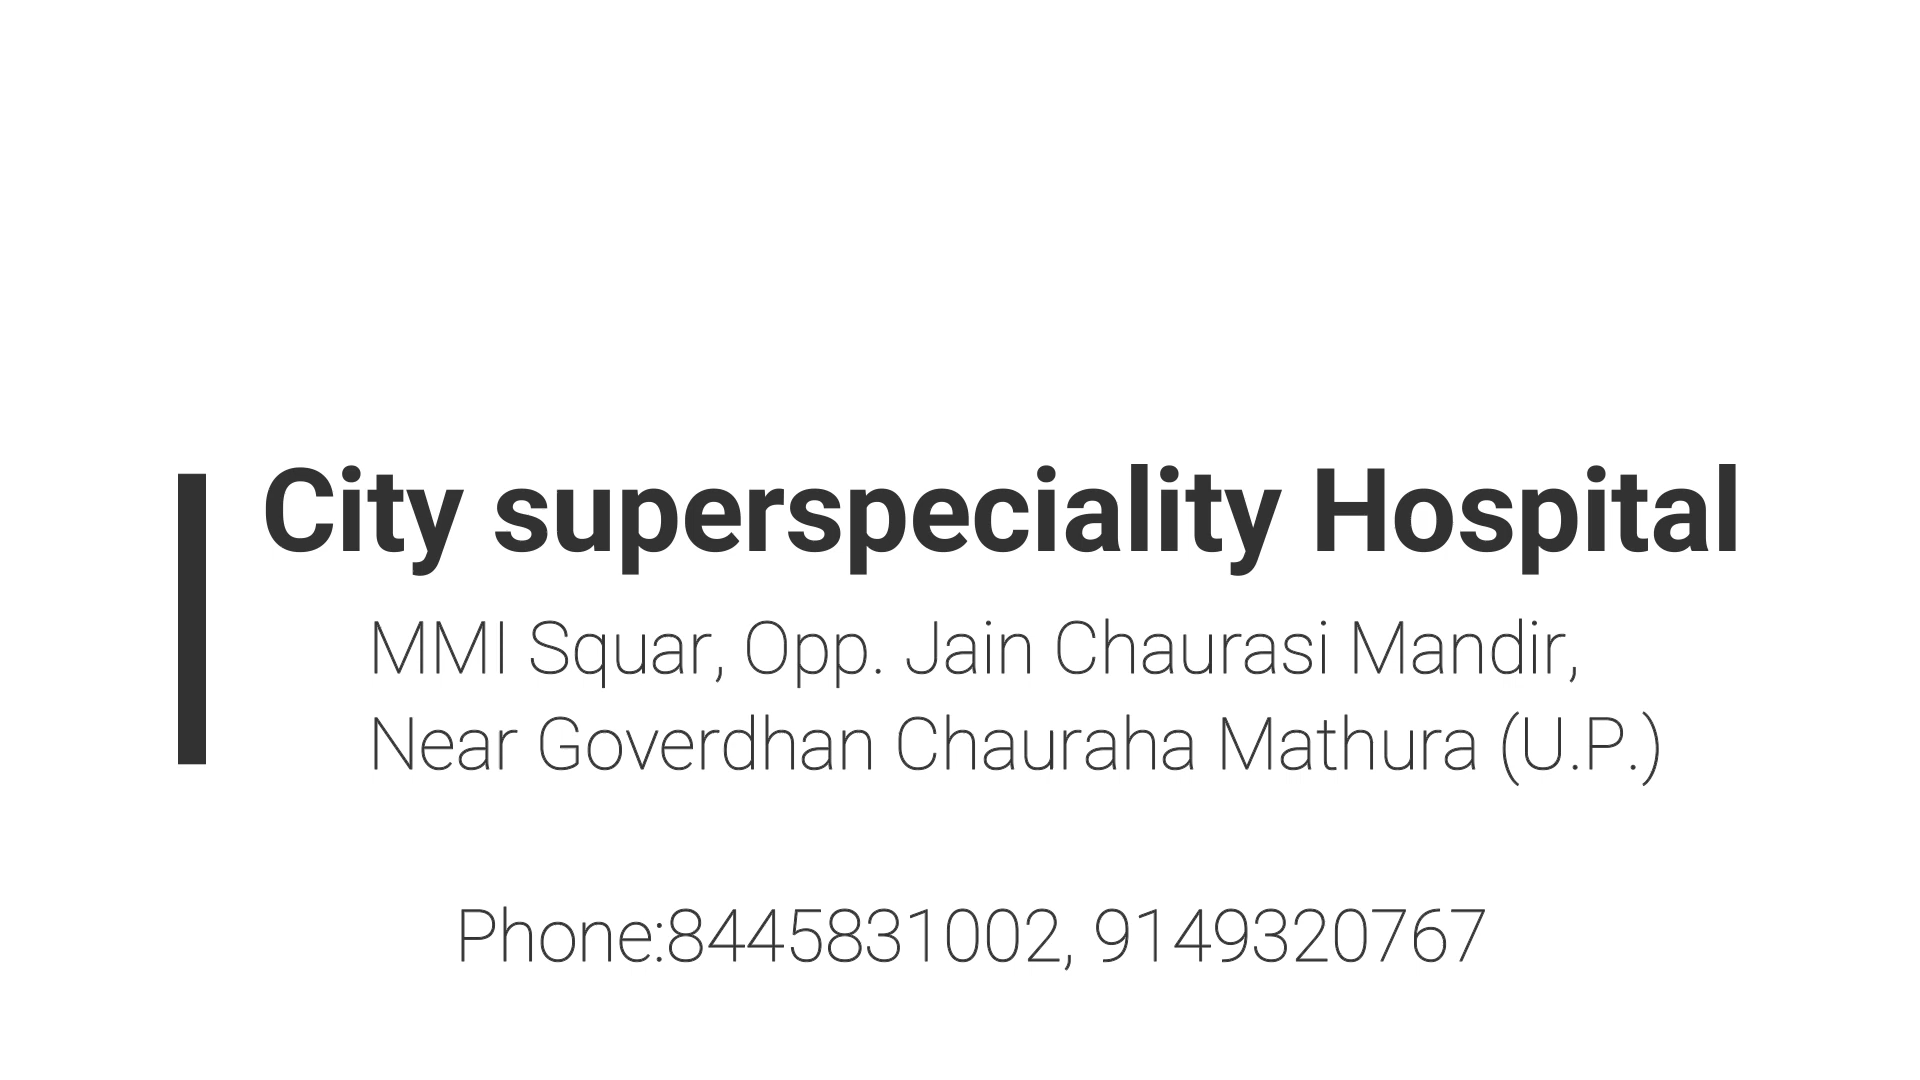 City superspeciality Hospital
MMI Squar, Opp. Jain Chaurasi Mandir,
Near Goverdhan Chauraha Mathura (U.P.)
Phone:8445831002, 9149320767